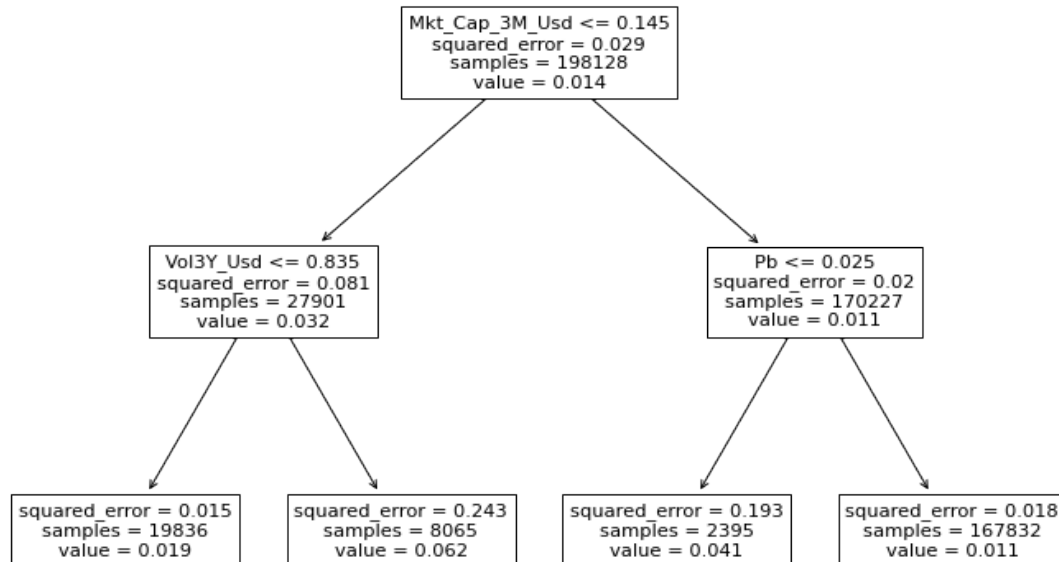 Mkt_Cap_3M_Usd <= 0.145
squared_error = 0.029
samples = 198128
value = 0.014
Vol3Y_Usd <= 0.835
squared_error = 0.081
samples = 27901
value = 0.032
Pb <= 0.025
squared_error = 0.02
samples = 170227
value = 0.011
squared_error = 0.015
samples = 19836
value = 0.019
squared_error = 0.243
samples = 8065
value = 0.062
squared_error = 0.193
samples = 2395
value = 0.041
squared_error = 0.018
samples = 167832
value = 0.011